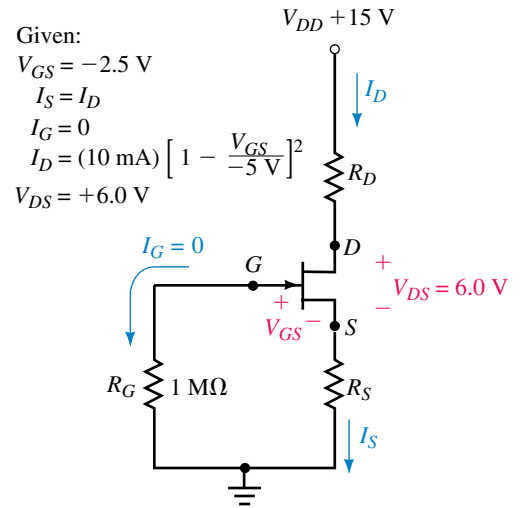 Given:
V_GS = −2.5 V
I_S = I_D
I_G = 0
I_D = (10 mA) [1 − V_GS / −5 V]²
V_DS = +6.0 V
V_DD +15 V
I_D
R_D
D
I_G = 0
G
+
V_DS = 6.0 V
−
+
V_GS −
S
R_G
1 MΩ
R_S
I_S